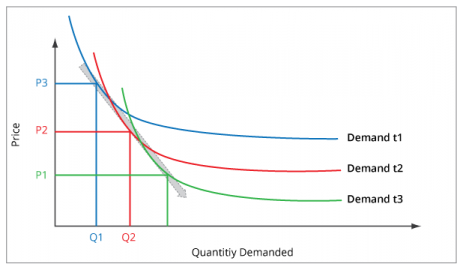 P3
P2
P1
Price
Demand t1
Demand t2
Demand t3
Q1 Q2
Quantitiy Demanded